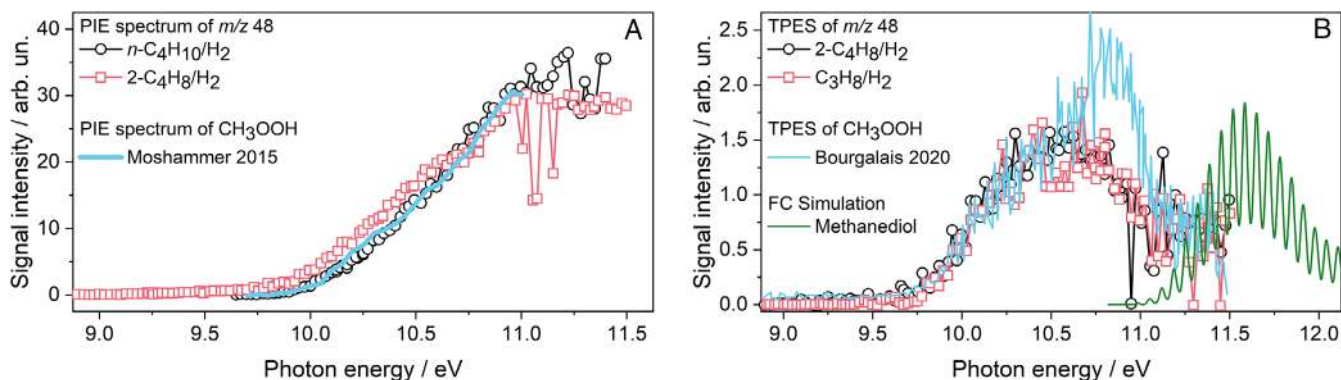 PIE spectrum of m/z 48
n-C₄H₁₀/H₂
2-C₄H₈/H₂
PIE spectrum of CH₃OOH
Moshammer 2015
A
40
30
20
10
0
Signal intensity / arb. un.
9.0 9.5 10.0 10.5 11.0 11.5
Photon energy / eV
TPES of m/z 48
2-C₄H₈/H₂
C₃H₈/H₂
TPES of CH₃OOH
Bourgalais 2020
FC Simulation
Methanediol
B
2.5
2.0
1.5
1.0
0.5
0.0
Signal intensity / arb. un.
9.0 9.5 10.0 10.5 11.0 11.5 12.0
Photon energy / eV